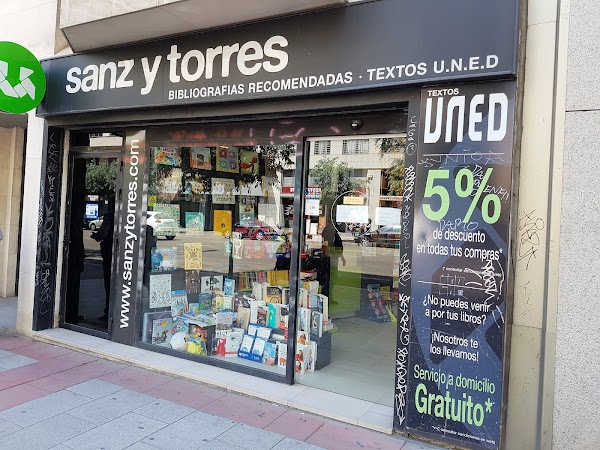 sanz y torres
BIBLIOGRAFIAS RECOMENDADAS · TEXTOS U.N.E.D
www.sanzytorres.com
TEXTOS
UNED
5%
de descuento
en todas tus compras*
¿No puedes venir
a por tus libros?
¡Nosotros te
los llevamos!
Servicio a domicilio
Gratuito*